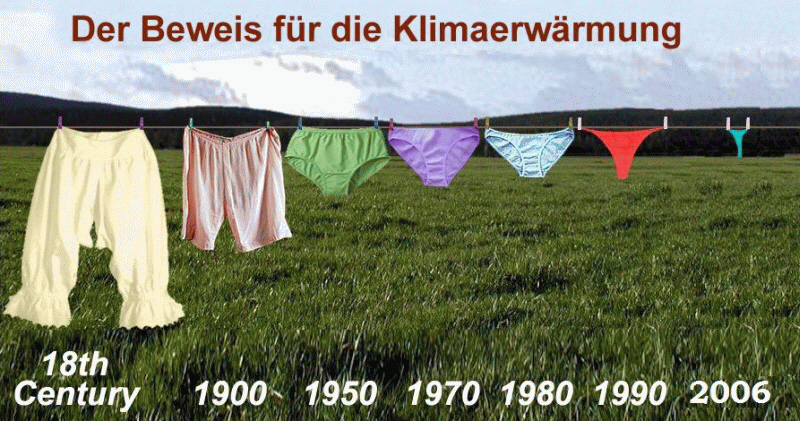 Der Beweis für die Klimaerwärmung
18th
Century 1900 1950 1970 1980 1990 2006